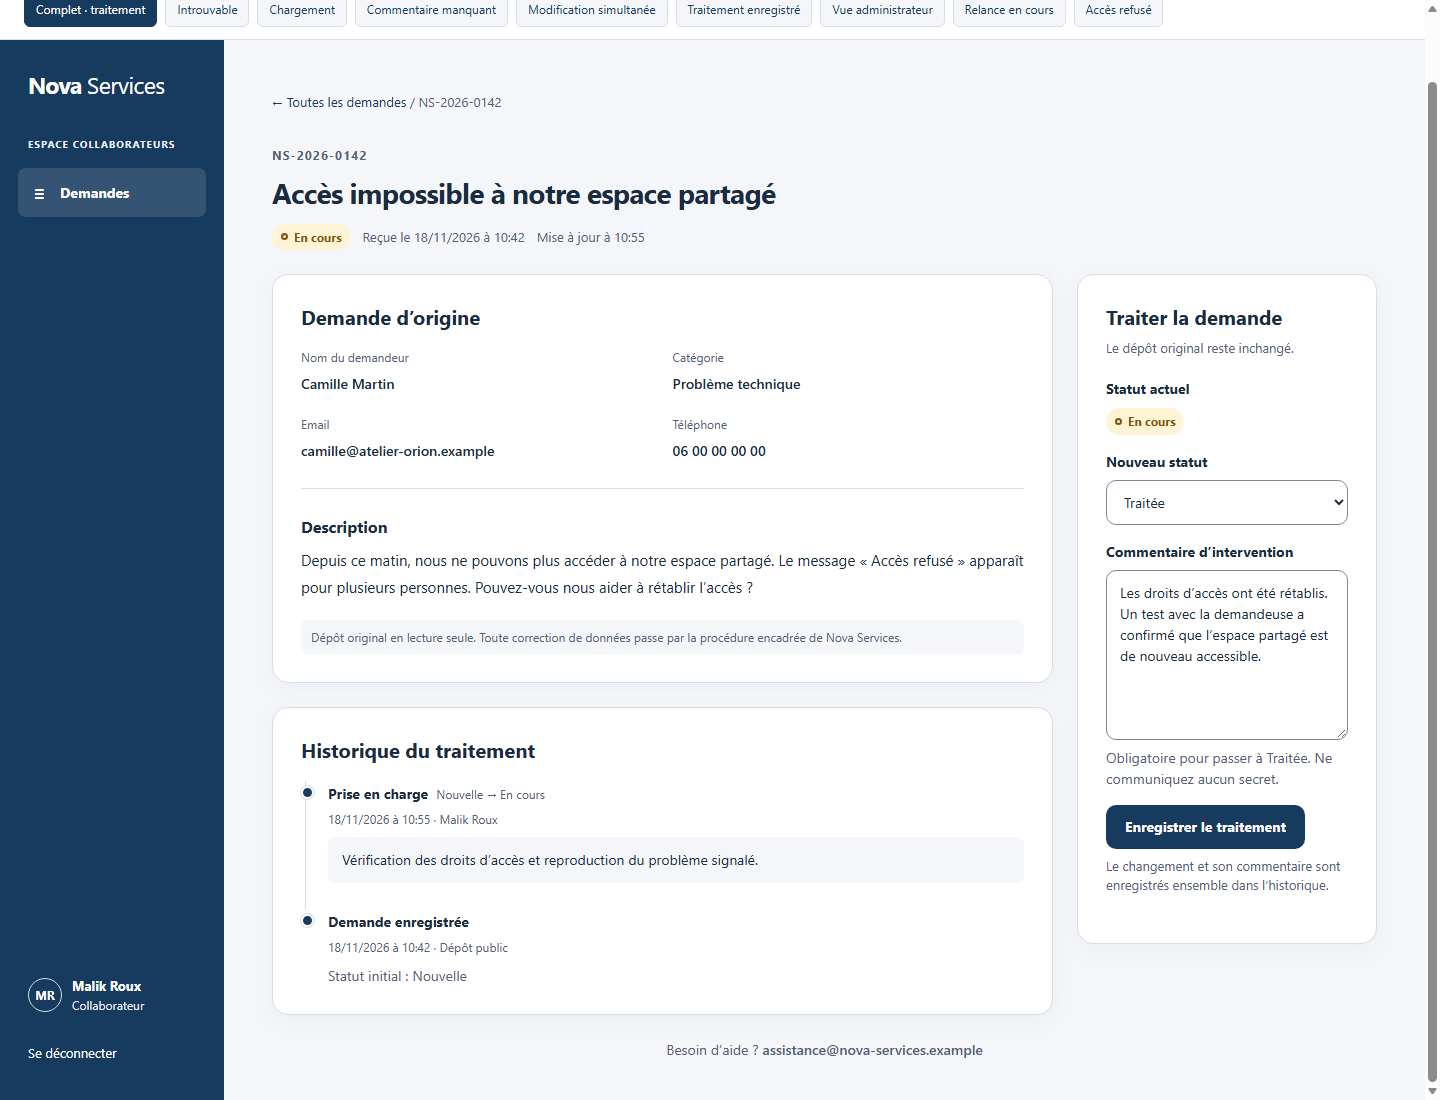 Complet · traitement
Introuvable
Chargement
Commentaire manquant
Modification simultanée
Traitement enregistré
Vue administrateur
Relance en cours
Accès refusé
Nova Services
ESPACE COLLABORATEURS
Demandes
Malik Roux
MR
Collaborateur
Se déconnecter
← Toutes les demandes / NS-2026-0142
NS-2026-0142
Accès impossible à notre espace partagé
En cours Reçue le 18/11/2026 à 10:42 Mise à jour à 10:55
Demande d’origine
Nom du demandeur
Camille Martin
Catégorie
Problème technique
Email
camille@atelier-orion.example
Téléphone
06 00 00 00 00
Description
Depuis ce matin, nous ne pouvons plus accéder à notre espace partagé. Le message « Accès refusé » apparaît
pour plusieurs personnes. Pouvez-vous nous aider à rétablir l’accès ?
Dépôt original en lecture seule. Toute correction de données passe par la procédure encadrée de Nova Services.
Historique du traitement
Prise en charge Nouvelle → En cours
18/11/2026 à 10:55 · Malik Roux
Vérification des droits d’accès et reproduction du problème signalé.
Demande enregistrée
18/11/2026 à 10:42 · Dépôt public
Statut initial : Nouvelle
Traiter la demande
Le dépôt original reste inchangé.
Statut actuel
En cours
Nouveau statut
Traitée
Commentaire d’intervention
Les droits d’accès ont été rétablis.
Un test avec la demandeuse a
confirmé que l’espace partagé est
de nouveau accessible.
Obligatoire pour passer à Traitée. Ne
communiquez aucun secret.
Enregistrer le traitement
Le changement et son commentaire sont
enregistrés ensemble dans l’historique.
Besoin d’aide ? assistance@nova-services.example